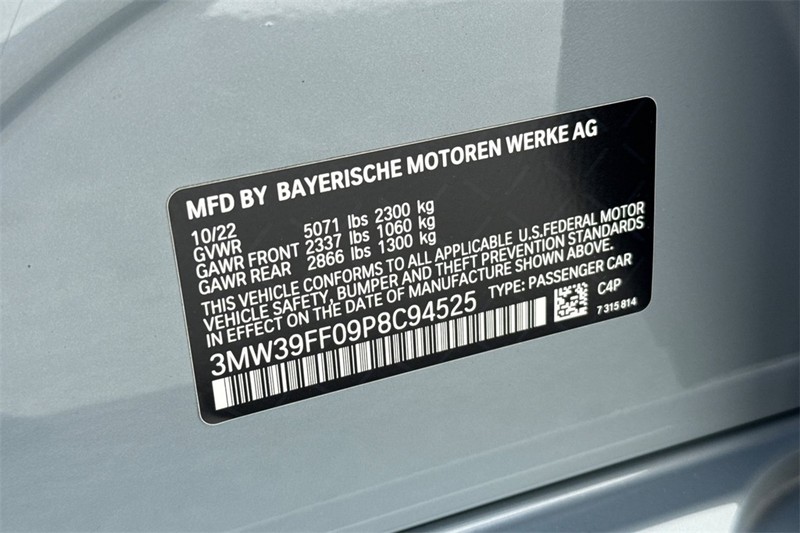 MFD BY BAYERISCHE MOTOREN WERKE AG
10/22
GVWR 5071 lbs 2300 kg
GAWR FRONT 2337 lbs 1060 kg
GAWR REAR 2866 lbs 1300 kg
THIS VEHICLE CONFORMS TO ALL APPLICABLE U.S.FEDERAL MOTOR
VEHICLE SAFETY, BUMPER AND THEFT PREVENTION STANDARDS
IN EFFECT ON THE DATE OF MANUFACTURE SHOWN ABOVE.
3MW39FF09P8C94525 TYPE: PASSENGER CAR
C4P
7 315 814